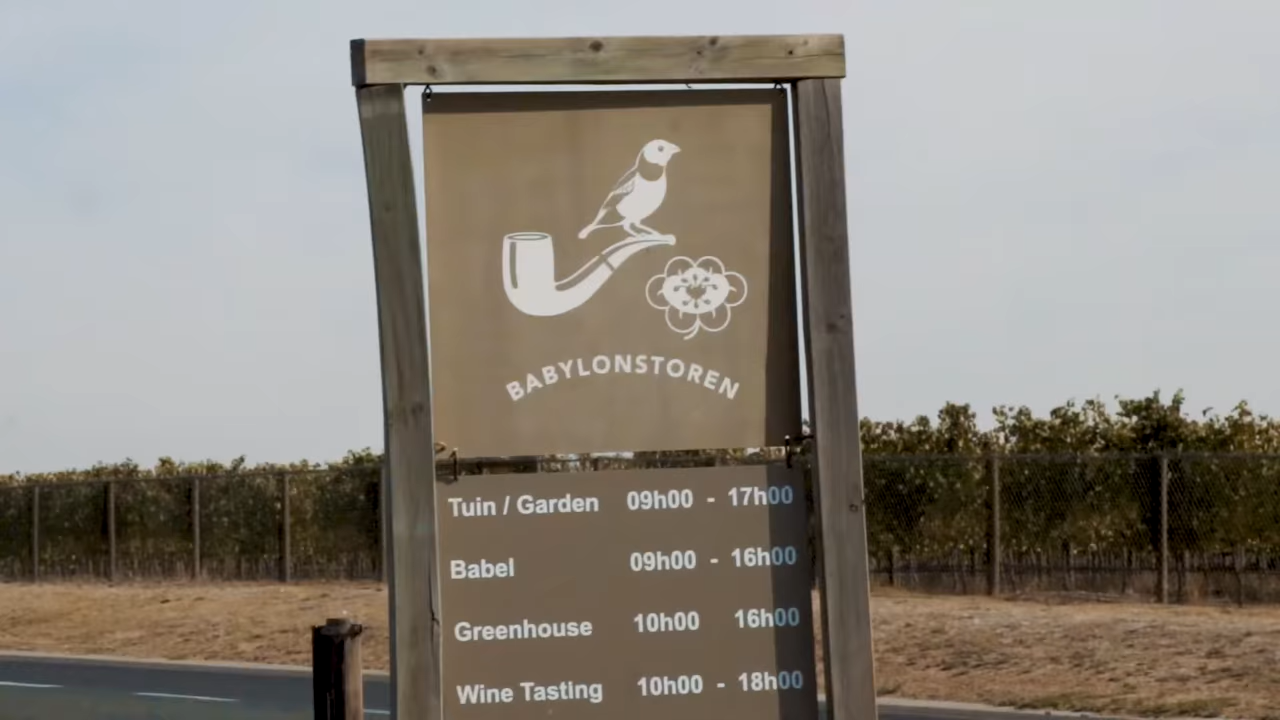 BABYLONSTOREN
Tuin / Garden 09h00 - 17h00
Babel 09h00 - 16h00
Greenhouse 10h00 16h00
Wine Tasting 10h00 - 18h00